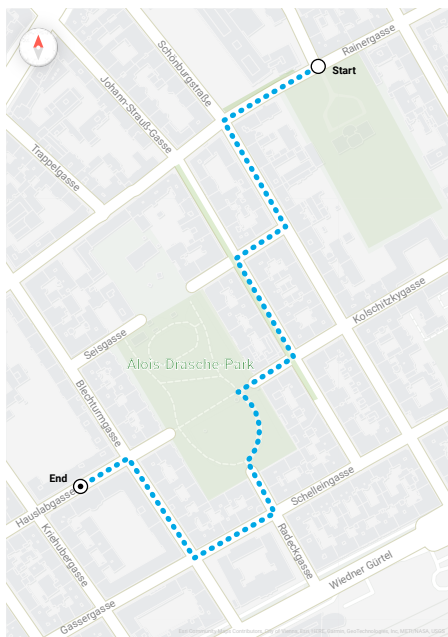 Rainergasse
Start
Schönburgstraße
Johann-Strauß-Gasse
Trappelgasse
Kolschitzkygasse
Seisgasse
Alois Drasche-Park
Blechturmgasse
End
Hauslabgasse
Schelleingasse
Kriehubergasse
Radeckgasse
Wiedner Gürtel
Gassergasse